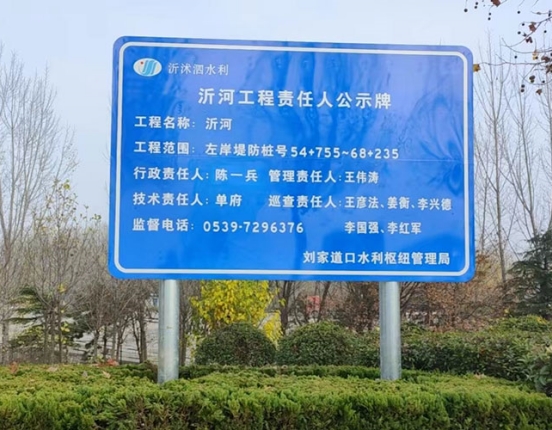 沂沭泗水利
沂河工程责任人公示牌
工程名称：沂河
工程范围：左岸堤防桩号54+755~68+235
行政责任人：陈一兵 管理责任人：王伟涛
技术责任人：单府 巡查责任人：王彦法、姜衡、李兴德
监督电话：0539-7296376 李国强、李红军
刘家道口水利枢纽管理局